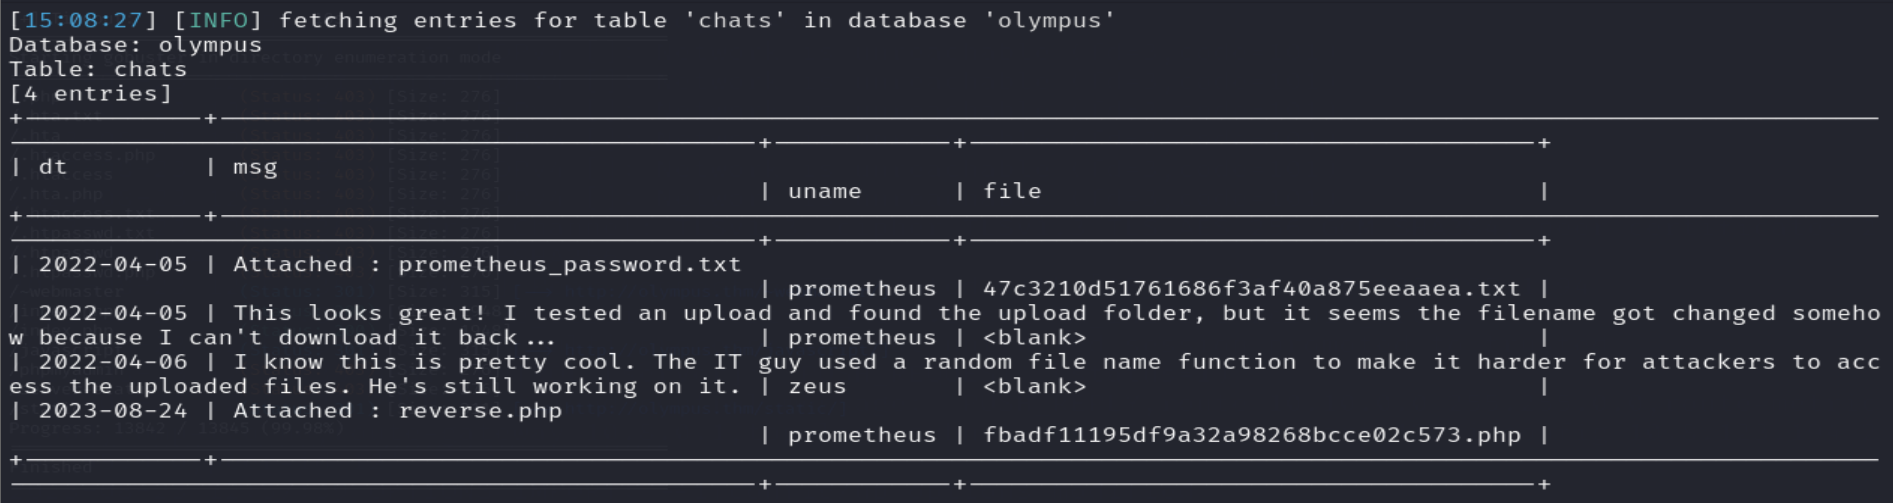 [15:08:27] [INFO] fetching entries for table 'chats' in database 'olympus'
Database: olympus
Table: chats
[4 entries]
| dt | msg
| uname | file |
| 2022-04-05 | Attached : prometheus_password.txt
| prometheus | 47c3210d51761686f3af40a875eeaaea.txt |
| 2022-04-05 | This looks great! I tested an upload and found the upload folder, but it seems the filename got changed someho
w because I can't download it back... | prometheus | <blank> |
| 2022-04-06 | I know this is pretty cool. The IT guy used a random file name function to make it harder for attackers to acc
ess the uploaded files. He's still working on it. | zeus | <blank> |
| 2023-08-24 | Attached : reverse.php
| prometheus | fbadf11195df9a32a98268bcce02c573.php |